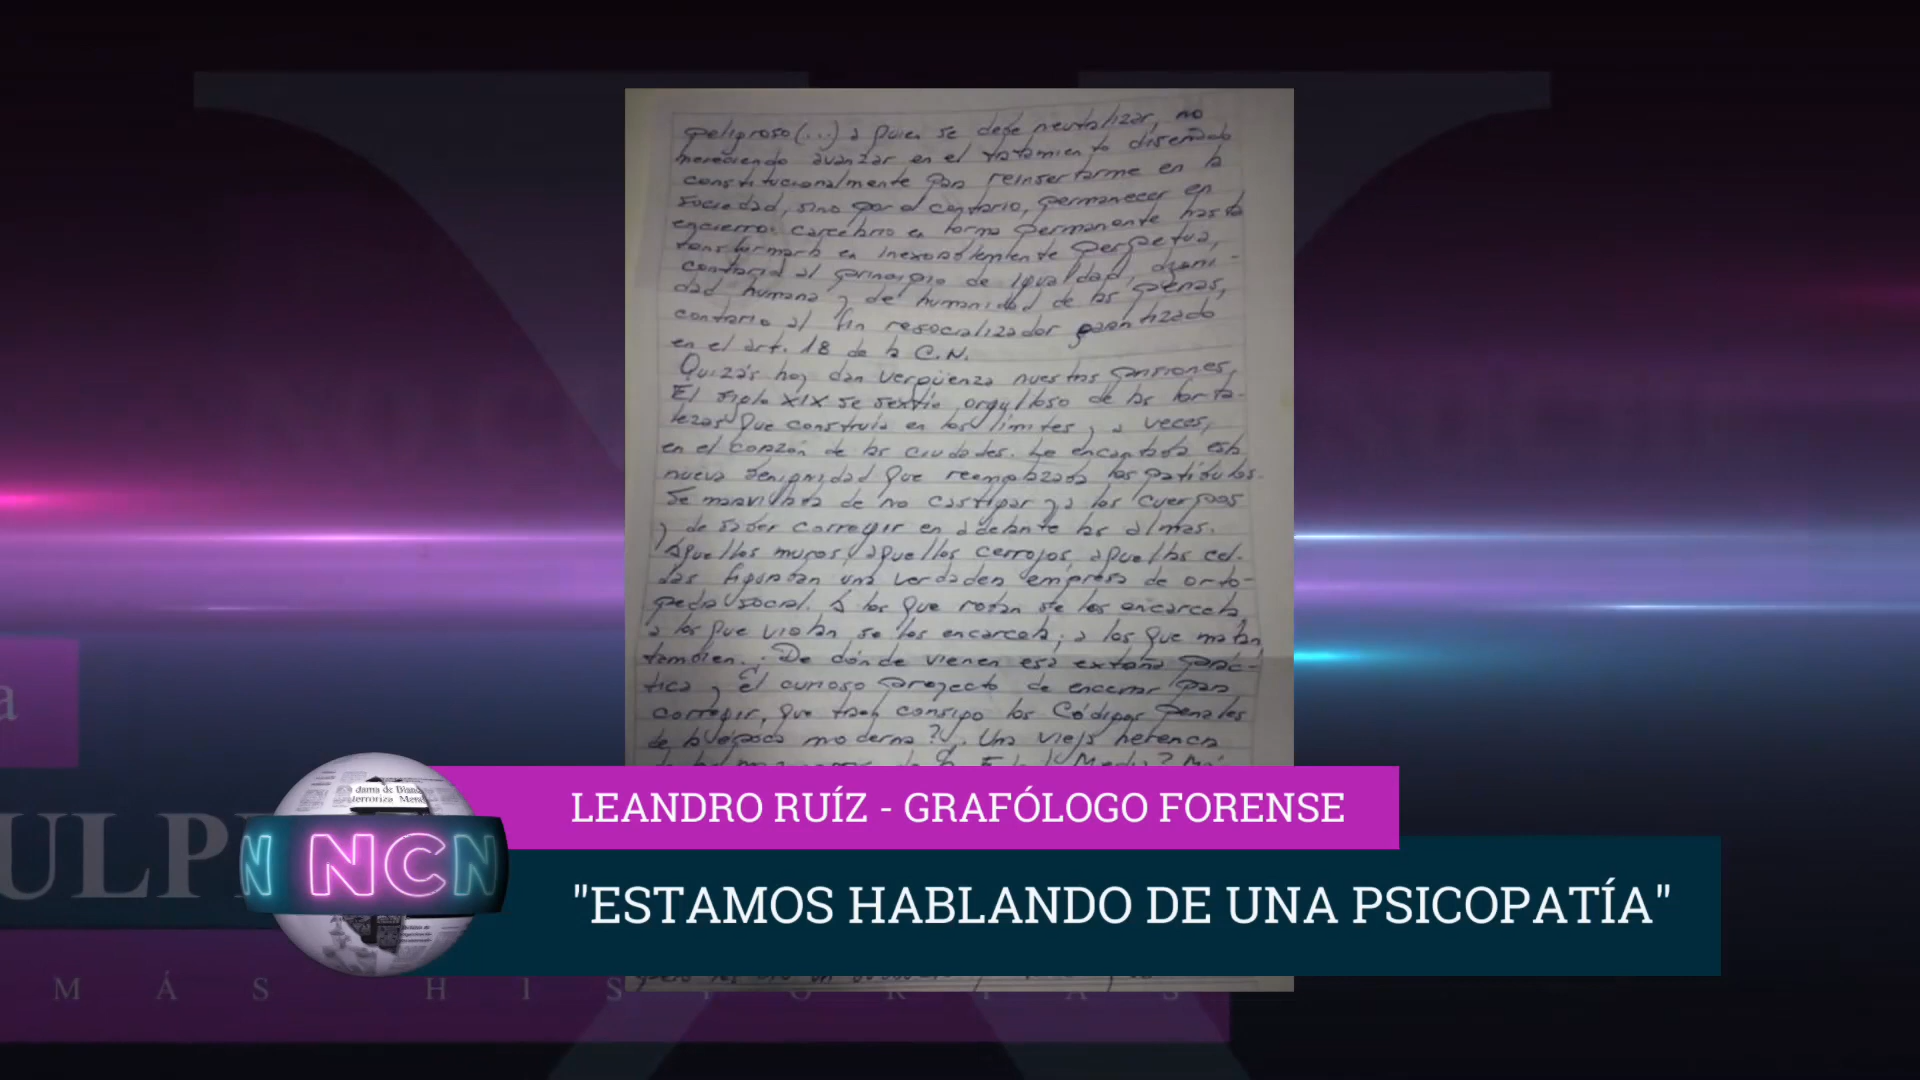 peligroso (...) a quien se debe neutralizar, no
mereciendo avanzar en el tratamiento diseñado
constitucionalmente para reinsertarme en la
sociedad, sino por el contrario, permanecer en
encierro carcelario en forma permanente hasta
transformarla en inexorablemente perpetua,
contraria al principio de igualdad, digni-
dad humana y de humanidad de las penas,
contrario al fin resocializador garantizado
en el art. 18 de la C.N.
Quizás hoy dan vergüenza nuestras prisiones,
El siglo XIX se sentía orgulloso de las forta-
lezas que construía en los límites y a veces,
en el corazón de las ciudades. Le encantaba esta
nueva benignidad que reemplazaba los patíbulos.
Se maravillaba de no castigar ya los cuerpos
y de saber corregir en adelante las almas.
Aquellos muros, aquellos cerrojos, aquellas cel-
das figuraban una verdadera empresa de orto-
pedia social. A los que roban se los encarcela,
a los que violan se los encarcela, a los que matan,
también. ¿De dónde vienen esa extraña prác-
tica y El curioso proyecto de encerrar para
corregir, que traen consigo los Códigos Penales
de la época moderna? ¿Una vieja herencia
LEANDRO RUÍZ - GRAFÓLOGO FORENSE
"ESTAMOS HABLANDO DE UNA PSICOPATÍA"
N NCN
dama de Blanc
terroriza
a
ULP
MÁS HISTORIAS